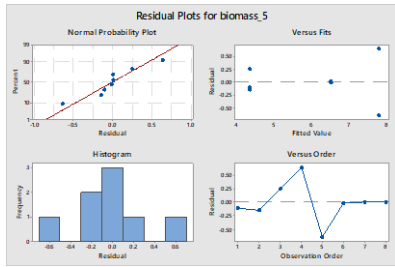 Residual Plots for biomass_5
Normal Probability Plot
Versus Fits
99
90
50
10
1
Percent
-1.0 -0.5 0.0 0.5 1.0
Residual
0.50
0.25
0.00
-0.25
-0.50
Residual
4 5 6 7 8
Fitted Value
Histogram
Versus Order
3
2
1
0
Frequency
-0.6 -0.4 -0.2 0.0 0.2 0.4 0.6
Residual
0.50
0.25
0.00
-0.25
-0.50
Residual
1 2 3 4 5 6 7 8
Observation Order